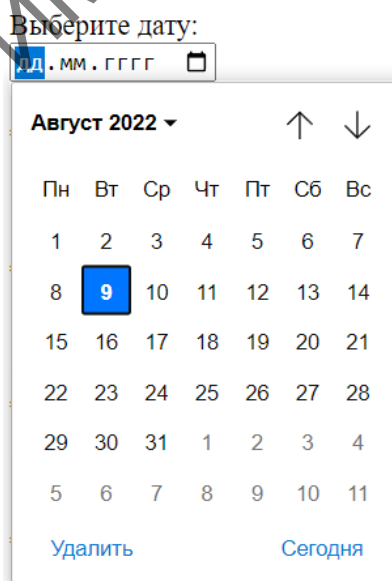 Выберите дату:
дд.мм.гггг
Август 2022
Пн Вт Ср Чт Пт Сб Вс
1 2 3 4 5 6 7
8 9 10 11 12 13 14
15 16 17 18 19 20 21
22 23 24 25 26 27 28
29 30 31 1 2 3 4
5 6 7 8 9 10 11
Удалить Сегодня